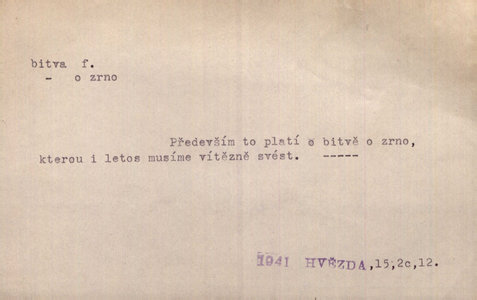 bitva f.
- o zrno
Především to platí o bitvě o zrno,
kterou i letos musíme vítězně svést. -----
1941 HVĚZDA,15,2c,12.